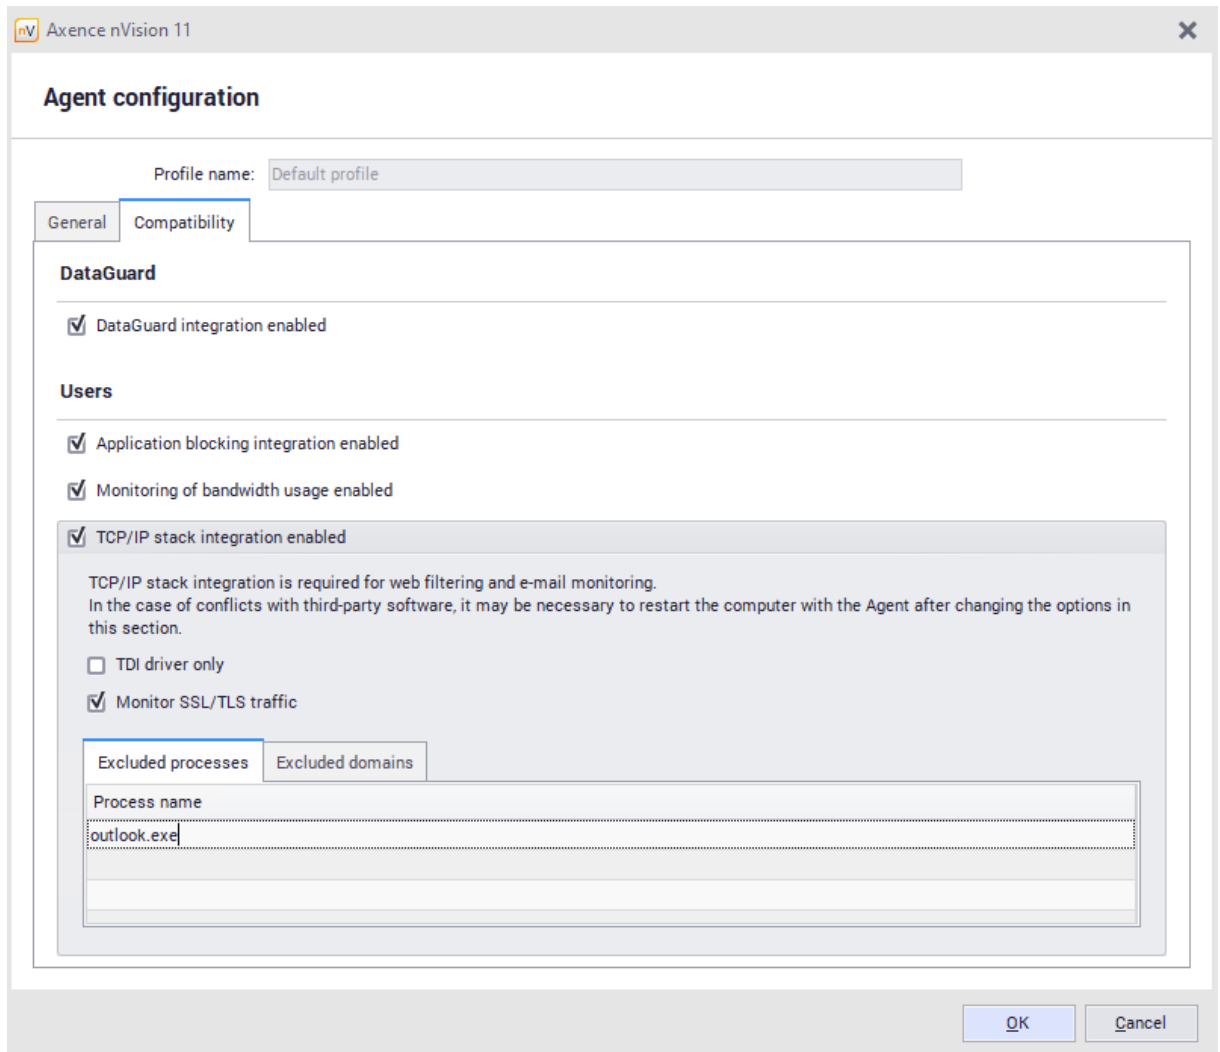 nV Axence nVision 11
Agent configuration
Profile name: Default profile
General Compatibility
DataGuard
DataGuard integration enabled
Users
Application blocking integration enabled
Monitoring of bandwidth usage enabled
TCP/IP stack integration enabled
TCP/IP stack integration is required for web filtering and e-mail monitoring.
In the case of conflicts with third-party software, it may be necessary to restart the computer with the Agent after changing the options in
this section.
TDI driver only
Monitor SSL/TLS traffic
Excluded processes Excluded domains
Process name
outlook.exe
OK Cancel